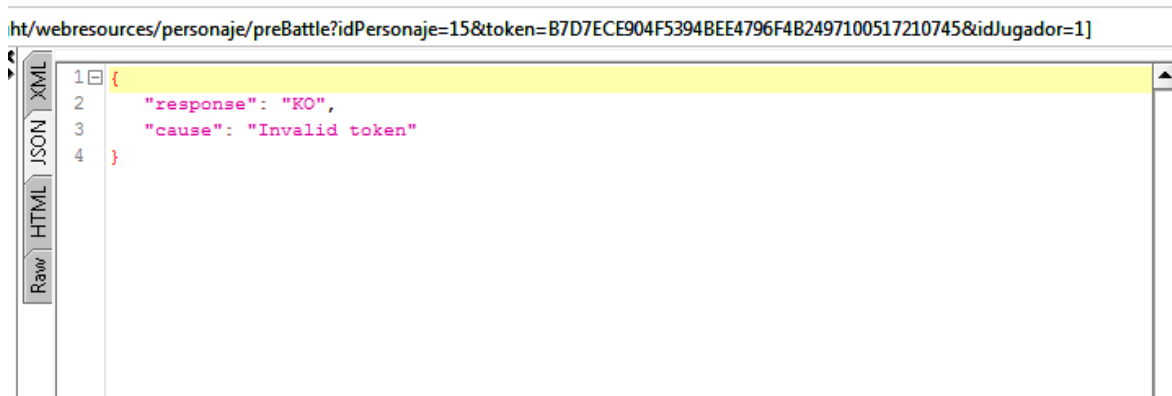 ht/webresources/personaje/preBattle?idPersonaje=15&token=B7D7ECE904F5394BEE4796F4B2497100517210745&idJugador=1]
XML
JSON
HTML
Raw
1 {
2 "response": "KO",
3 "cause": "Invalid token"
4 }